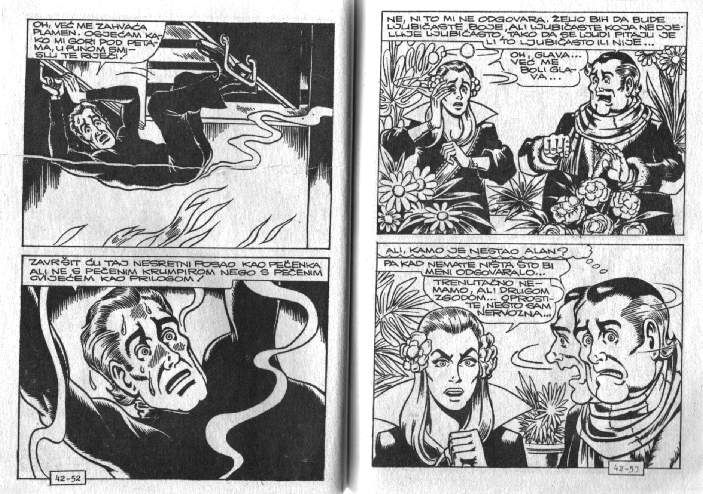 OH, VEĆ ME ZAHVAĆA
PLAMEN. OSJEĆAM KA-
KO MI GORI POD PETA-
MA, U PUNOM SMI-
SLU TE RIJEČI!
ZAVRŠIT ĆU TAJ NESRETNI POSAO KAO PEČENKA
ALI NE S PEČENIM KRUMPIROM NEGO S PEČENIM
CVIJEĆEM KAO PRILOGOM!
42-52
NE, NI TO MI NE ODGOVARA, ŽELIO BIH DA BUDE
LJUBIČASTE BOJE, ALI LJUBIČASTE KOJA NE DJE-
LUJE LJUBIČASTO, TAKO DA SE LJUDI PITAJU JE
LI TO LJUBIČASTO ILI NIJE...
OH, GLAVA...
VEĆ ME
BOLI GLA-
VA...
ALI, KAMO JE NESTAO ALAN?
PA KAD NEMATE NIŠTA ŠTO BI
MENI ODGOVARALO...
TRENUTAČNO NE-
MAMO, ALI DRUGOM
ZGODOM... OPROSTI-
TE, NEŠTO SAM
NERVOZNA...
42-53